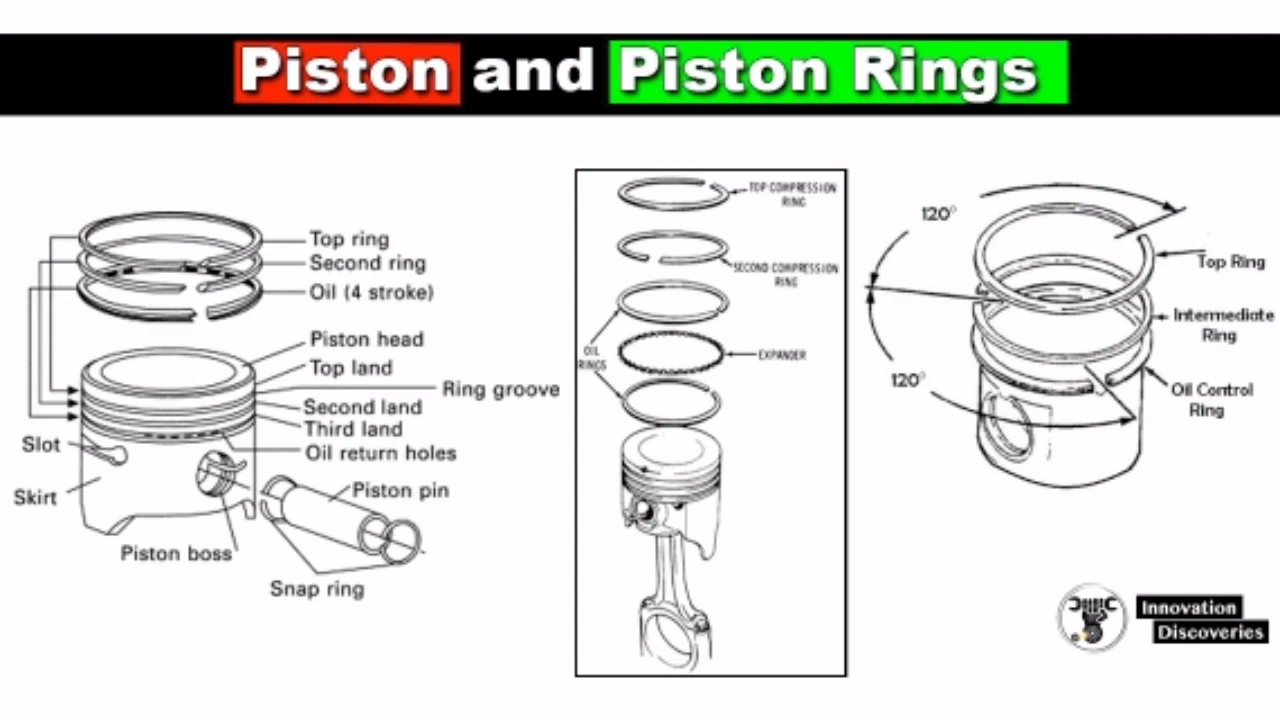 Piston and Piston Rings
Top ring
Second ring
Oil (4 stroke)
Piston head
Top land
Ring groove
Second land
Third land
Oil return holes
Slot
Skirt
Piston pin
Piston boss
Snap ring
TOP COMPRESSION
RING
SECOND COMPRESSION
RING
OIL
RINGS
EXPANDER
120°
120°
Top Ring
Intermediate
Ring
Oil Control
Ring
Innovation
Discoveries